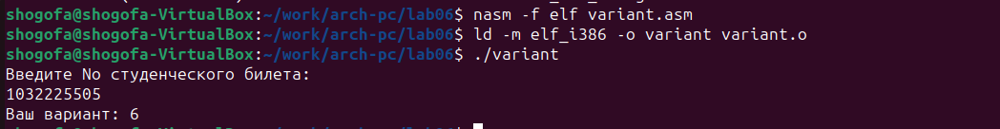 shogofa@shogofa-VirtualBox:~/work/arch-pc/lab06$ nasm -f elf variant.asm
shogofa@shogofa-VirtualBox:~/work/arch-pc/lab06$ ld -m elf_i386 -o variant variant.o
shogofa@shogofa-VirtualBox:~/work/arch-pc/lab06$ ./variant
Введите No студенческого билета:
1032225505
Ваш вариант: 6
shogofa@shogofa-VirtualBox:~/work/arch-pc/lab06$